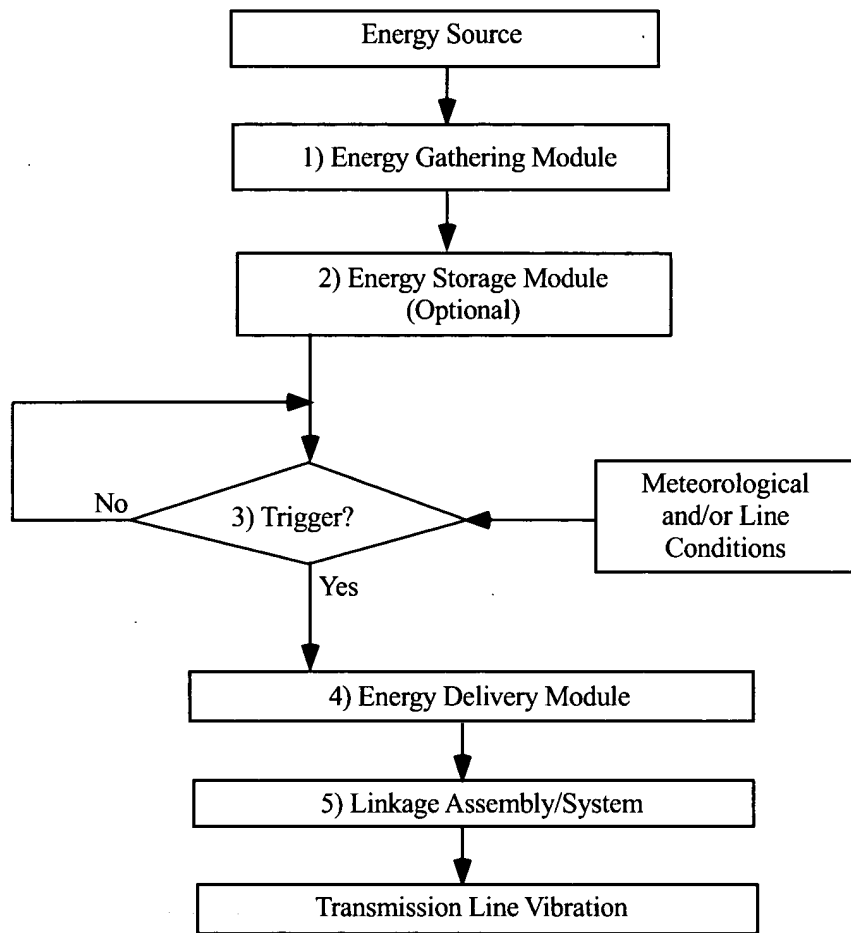 Energy Source
1) Energy Gathering Module
2) Energy Storage Module
(Optional)
No
3) Trigger?
Meteorological
and/or Line
Conditions
Yes
4) Energy Delivery Module
5) Linkage Assembly/System
Transmission Line Vibration